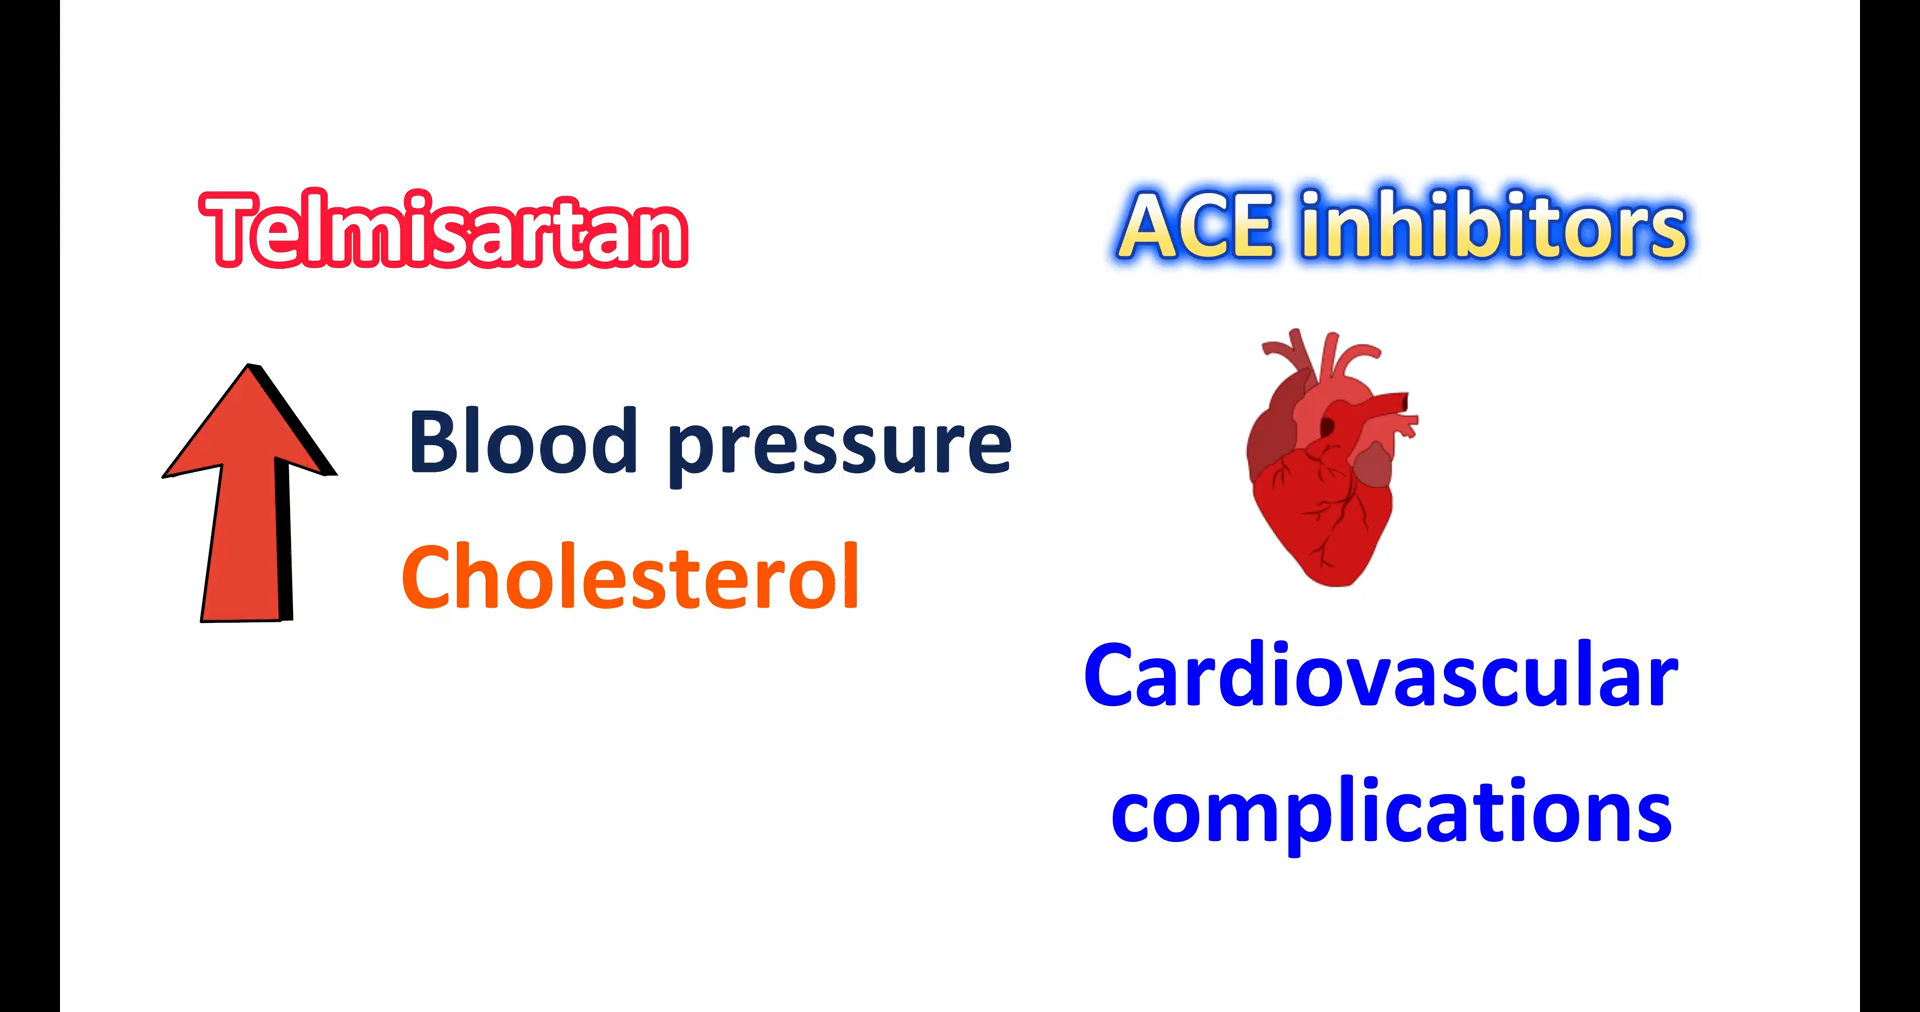 Telmisartan
Blood pressure
Cholesterol
ACE inhibitors
Cardiovascular
complications